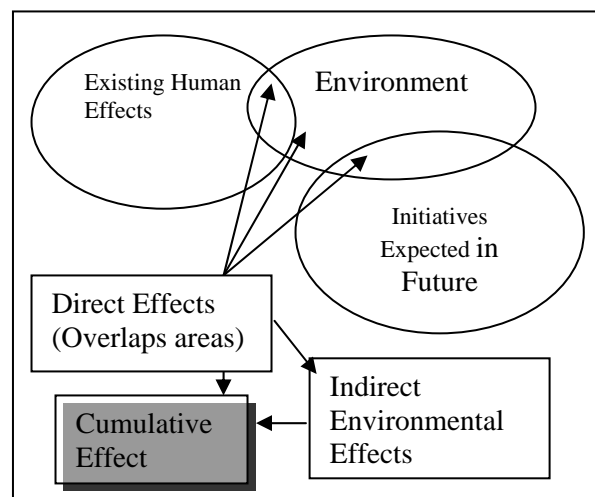 Existing Human
Effects
Environment
Initiatives
Expected in
Future
Direct Effects
(Overlaps areas)
Indirect
Environmental
Effects
Cumulative
Effect